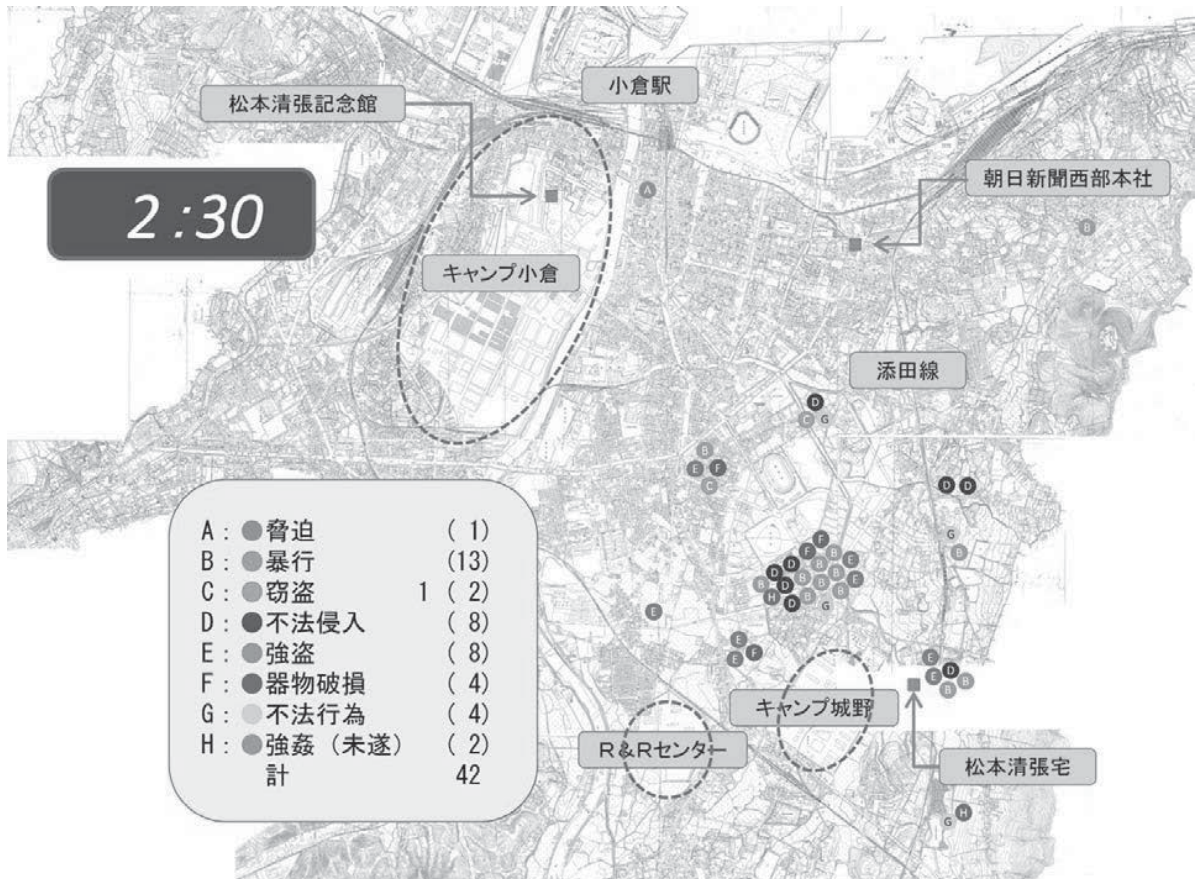 小倉駅
松本清張記念館
朝日新聞西部本社
2:30
A
B
キャンプ小倉
添田線
D
C G
B
E F
C
D D
G
B
F
F B E
D D B B E
B D B B B
H D B G
E
E
E F
E D
E B B
A : ●脅迫 ( 1)
B : ●暴行 (13)
C : ●窃盗 1 ( 2)
D : ●不法侵入 ( 8)
E : ●強盗 ( 8)
F : ●器物破損 ( 4)
G : ●不法行為 ( 4)
H : ●強姦（未遂） ( 2)
計 42
キャンプ城野
R&Rセンター
松本清張宅
G H